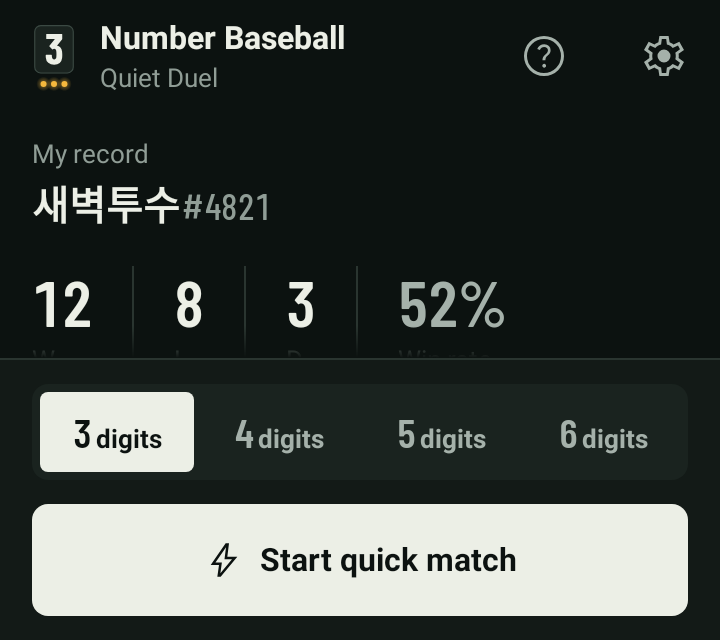 3
Number Baseball
Quiet Duel
My record
새벽투수#4821
12 8 3 52%
3 digits 4 digits 5 digits 6 digits
Start quick match